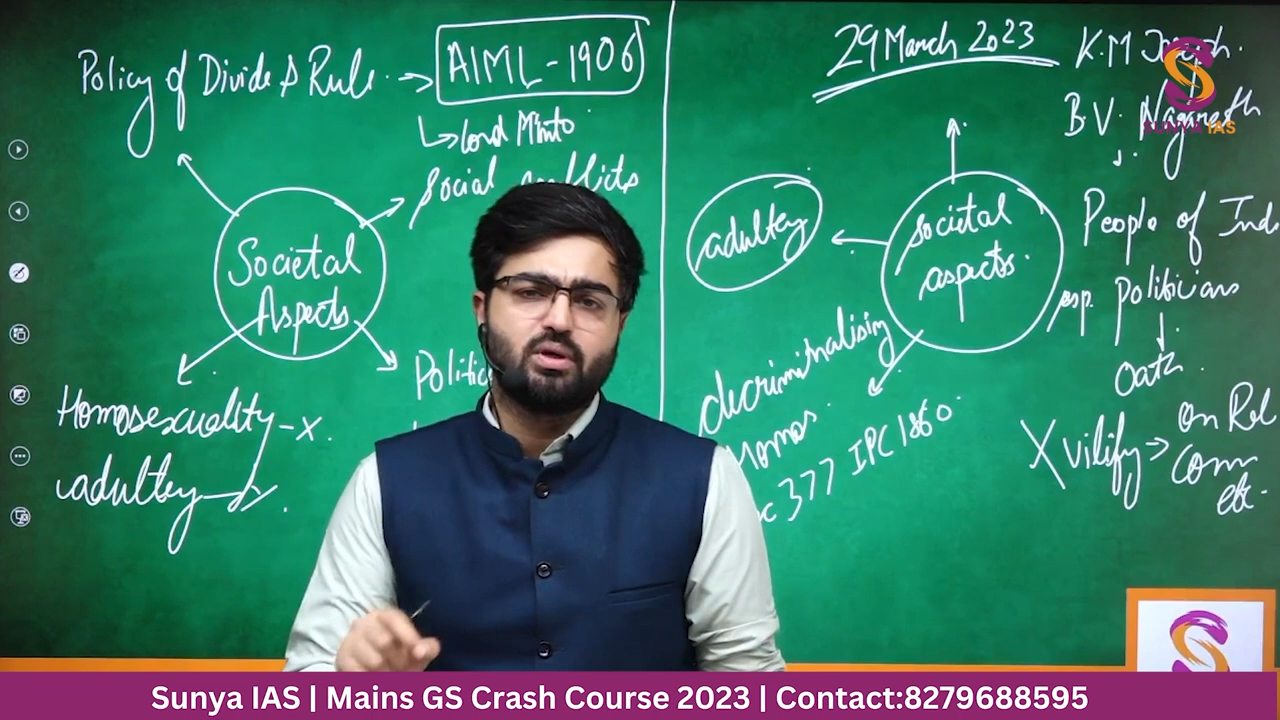 Policy of Divide & Rule → AIML - 1906
↳ Lord Minto
Social conflicts
Societal
Aspects
Politic
Homosexuality - x.
adultery
29 March 2023
K.M Joseph.
B.V. Nagarath
SUNYA IAS
adultery
societal
aspects.
People of Ind
esp. Politicians
Oath.
X vilify → on Rel
Comm
etc.
decriminalising
Homos.
377 IPC 1860.
Sunya IAS | Mains GS Crash Course 2023 | Contact:8279688595